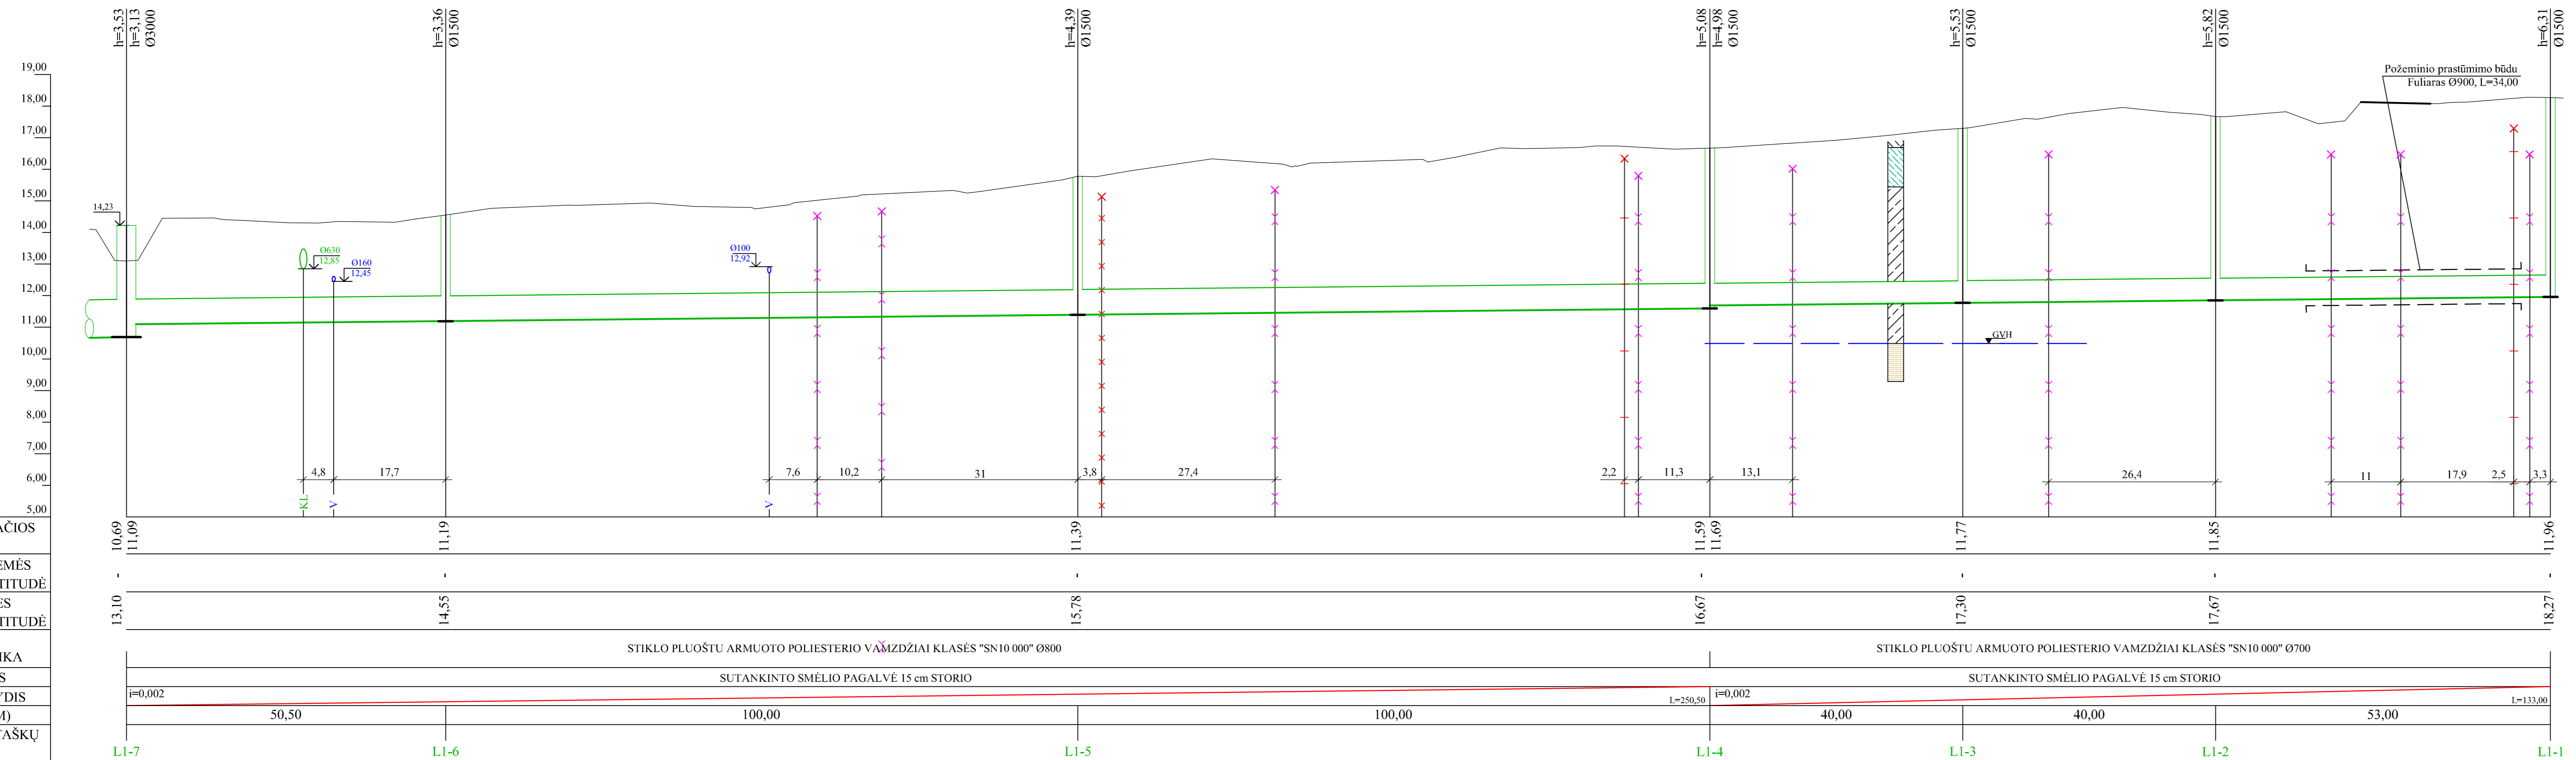 h=3,53
h=3,13
Ø3000
h=3,36
Ø1500
h=4,39
Ø1500
h=5,08
h=4,98
Ø1500
h=5,53
Ø1500
h=5,82
Ø1500
h=6,31
Ø1500
19,00
18,00
17,00
16,00
15,00
14,00
13,00
12,00
11,00
10,00
9,00
8,00
7,00
6,00
5,00
Požeminio prastūmimo būdu
Fuliaras Ø900, L=34,00
14,23
Ø630
12,85
Ø160
12,45
Ø100
12,92
GVH
4,8
17,7
7,6
10,2
31
3,8
27,4
2,2
11,3
13,1
26,4
11
17,9
2,5
3,3
KL
V
V
AČIOS
10,69
11,09
11,19
11,39
11,59
11,69
11,77
11,85
11,96
EMĖS
TITUDĖ
- - - - - - -
ES
TITUDĖ
13,10
14,55
15,78
16,67
17,30
17,67
18,27
IKA
STIKLO PLUOŠTU ARMUOTO POLIESTERIO VAMZDŽIAI KLASĖS "SN10 000" Ø800
STIKLO PLUOŠTU ARMUOTO POLIESTERIO VAMZDŽIAI KLASĖS "SN10 000" Ø700
S
SUTANKINTO SMĖLIO PAGALVĖ 15 cm STORIO
SUTANKINTO SMĖLIO PAGALVĖ 15 cm STORIO
YDIS
i=0,002
L=250,50
i=0,002
L=133,00
M)
50,50
100,00
100,00
40,00
40,00
53,00
TAŠKŲ
L1-7
L1-6
L1-5
L1-4
L1-3
L1-2
L1-1